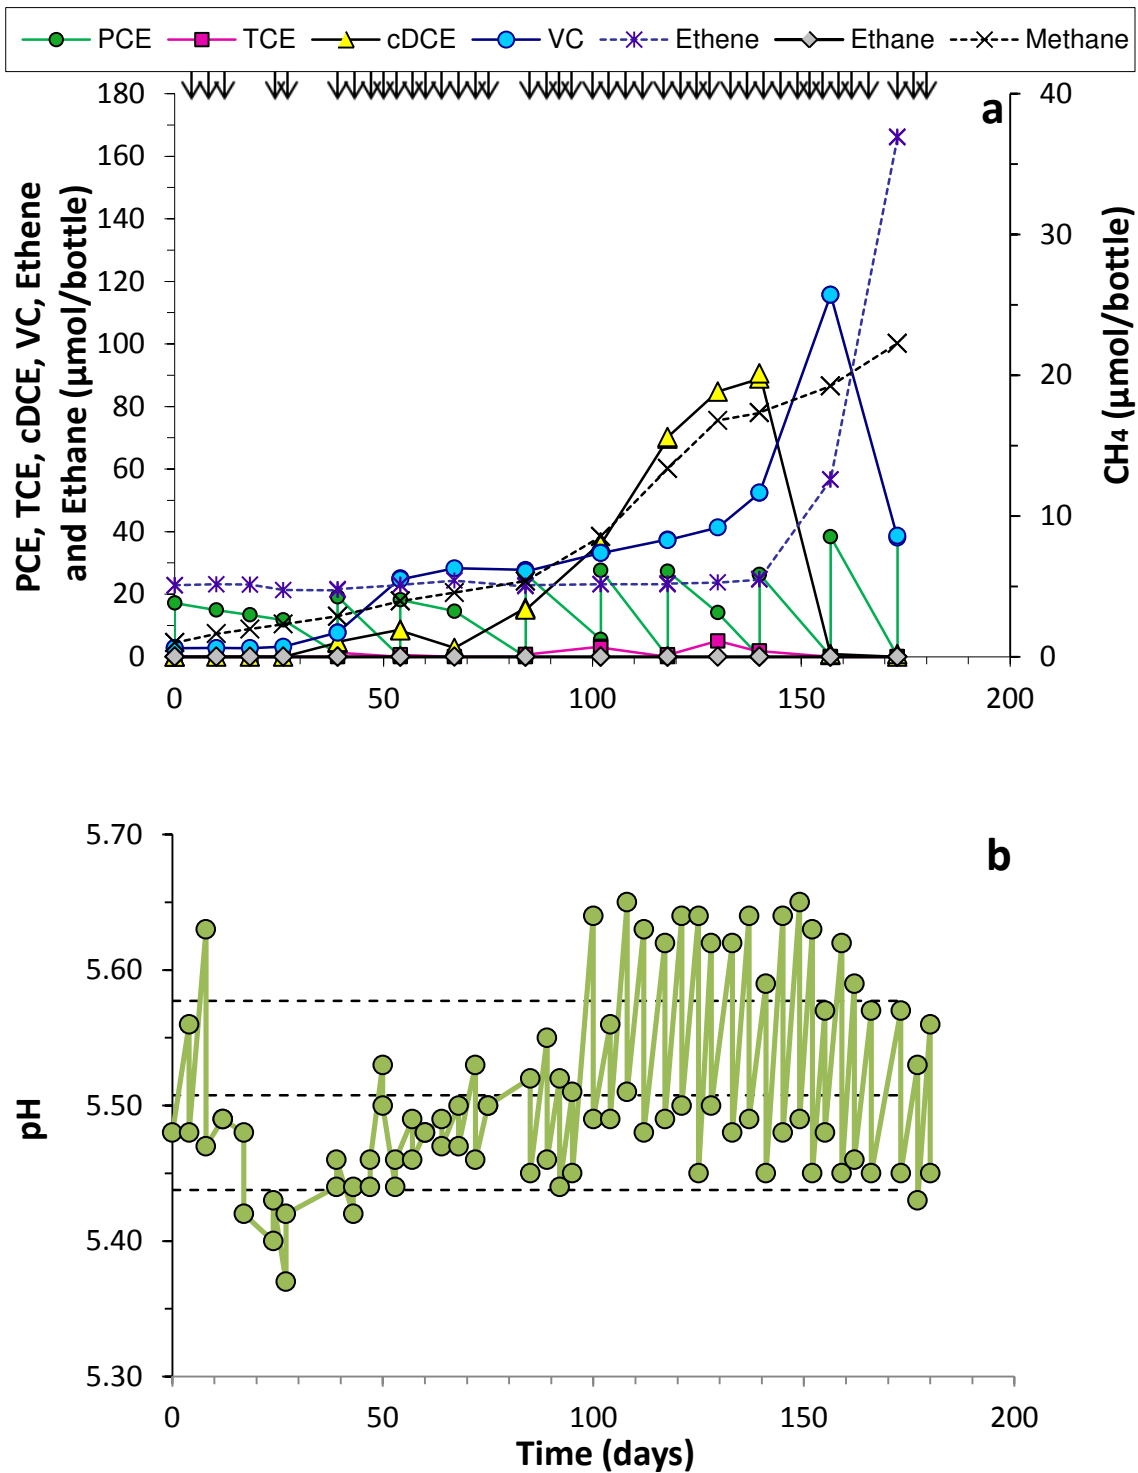 PCE TCE cDCE VC Ethene Ethane Methane
a
PCE, TCE, cDCE, VC, Ethene
and Ethane (µmol/bottle)
180
160
140
120
100
80
60
40
20
0
40
30
20
10
0
CH4 (µmol/bottle)
0 50 100 150 200
b
pH
5.70
5.60
5.50
5.40
5.30
0 50 100 150 200
Time (days)